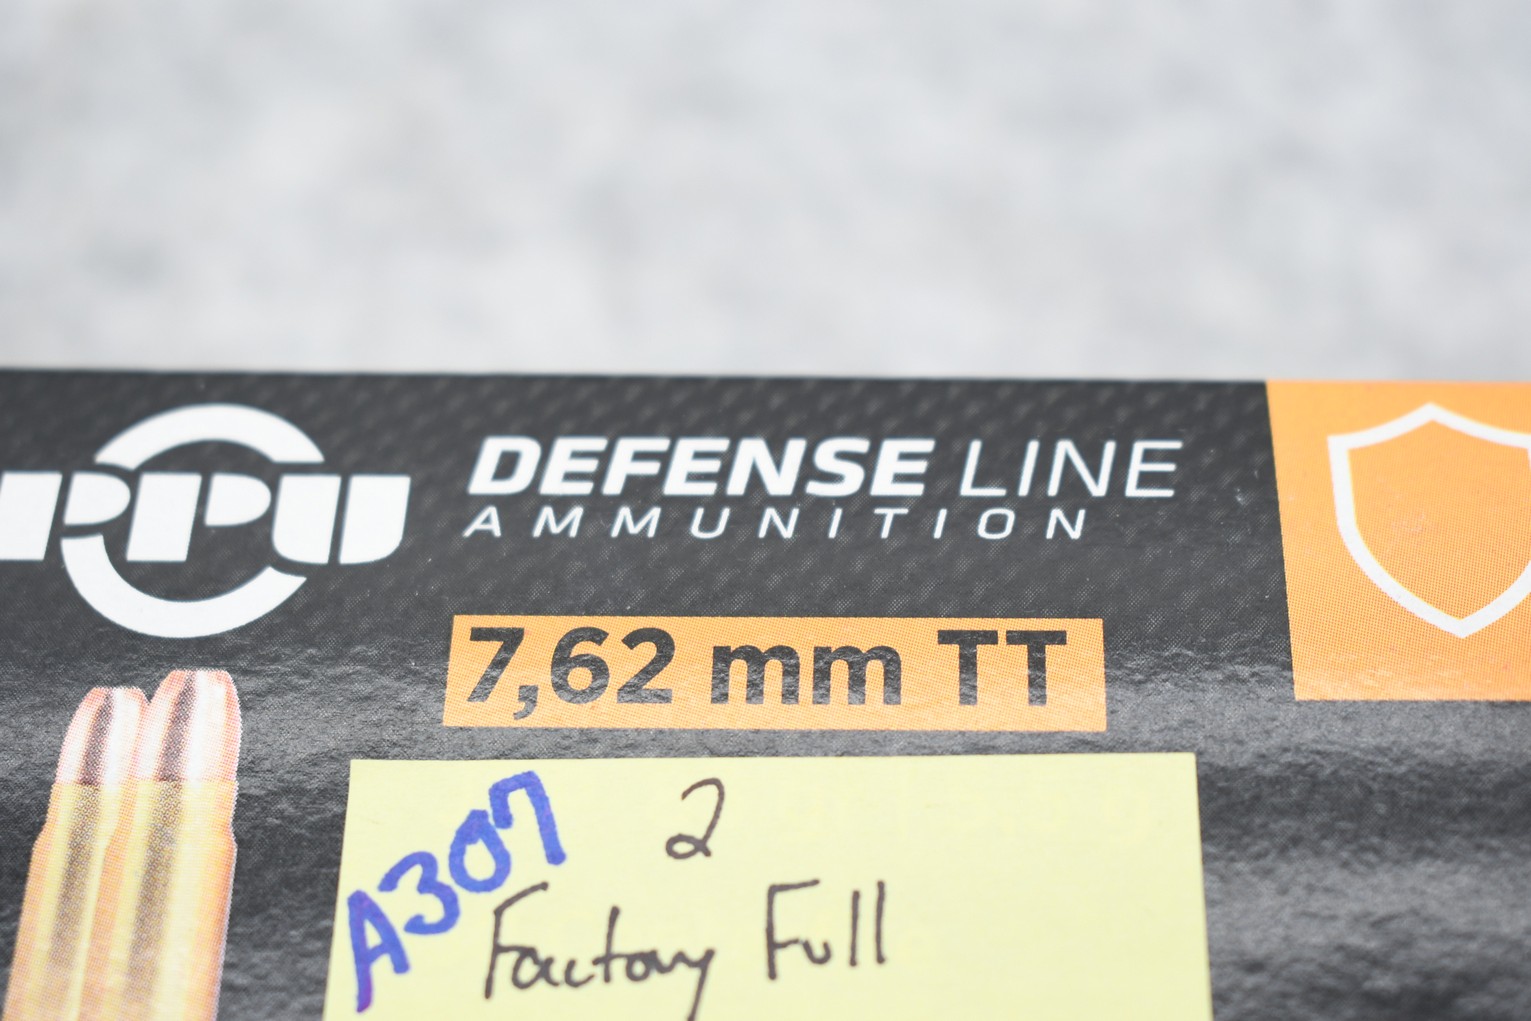 PPU
DEFENSE LINE
AMMUNITION
7,62 mm TT
A307
2
Factory Full